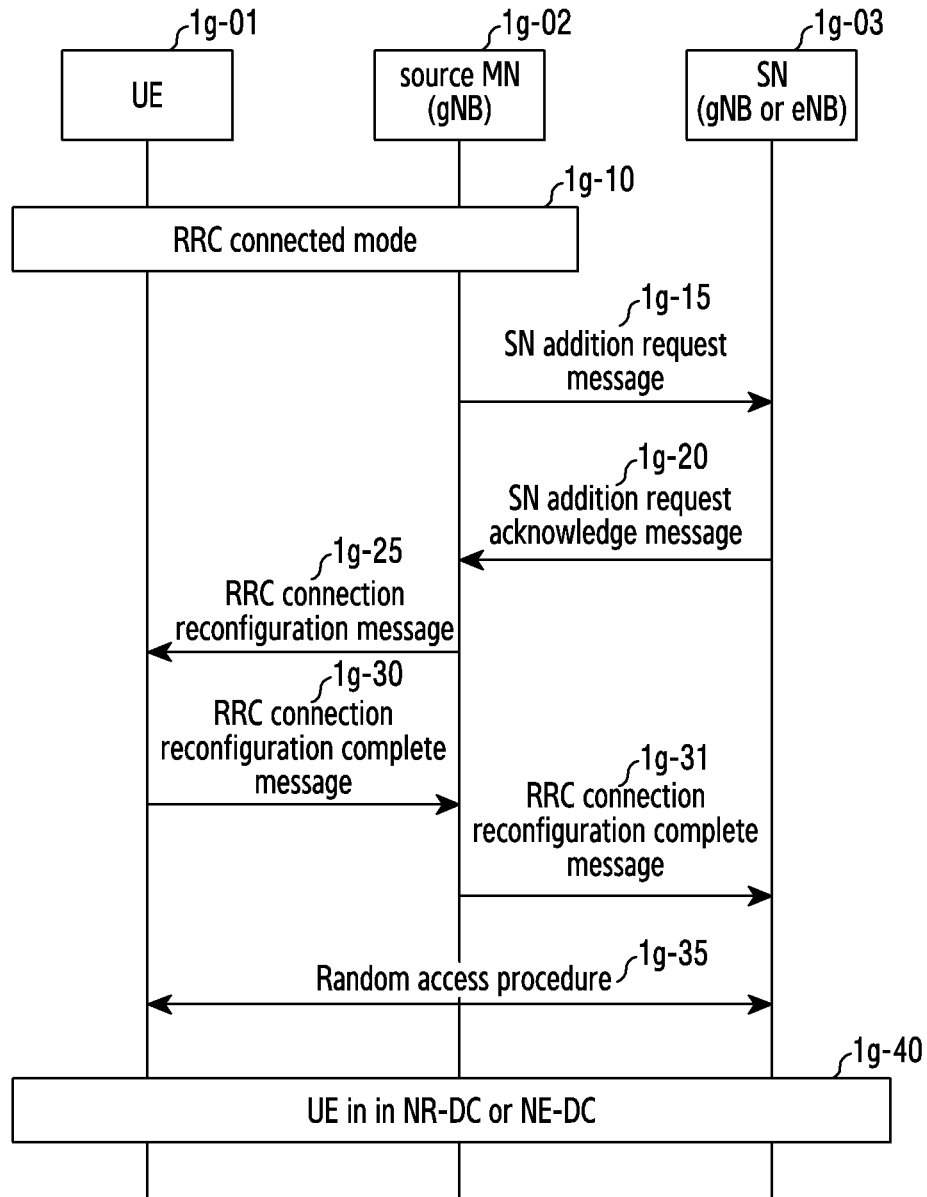 1g-01
1g-02
1g-03
UE
source MN
(gNB)
SN
(gNB or eNB)
1g-10
RRC connected mode
1g-15
SN addition request
message
1g-20
SN addition request
acknowledge message
1g-25
RRC connection
reconfiguration message
1g-30
RRC connection
reconfiguration complete
message
1g-31
RRC connection
reconfiguration complete
message
1g-35
Random access procedure
1g-40
UE in in NR-DC or NE-DC